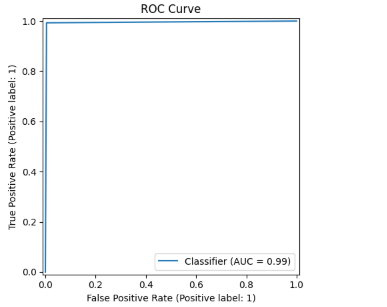 ROC Curve
True Positive Rate (Positive label: 1)
1.0
0.8
0.6
0.4
0.2
0.0
Classifier (AUC = 0.99)
0.0 0.2 0.4 0.6 0.8 1.0
False Positive Rate (Positive label: 1)